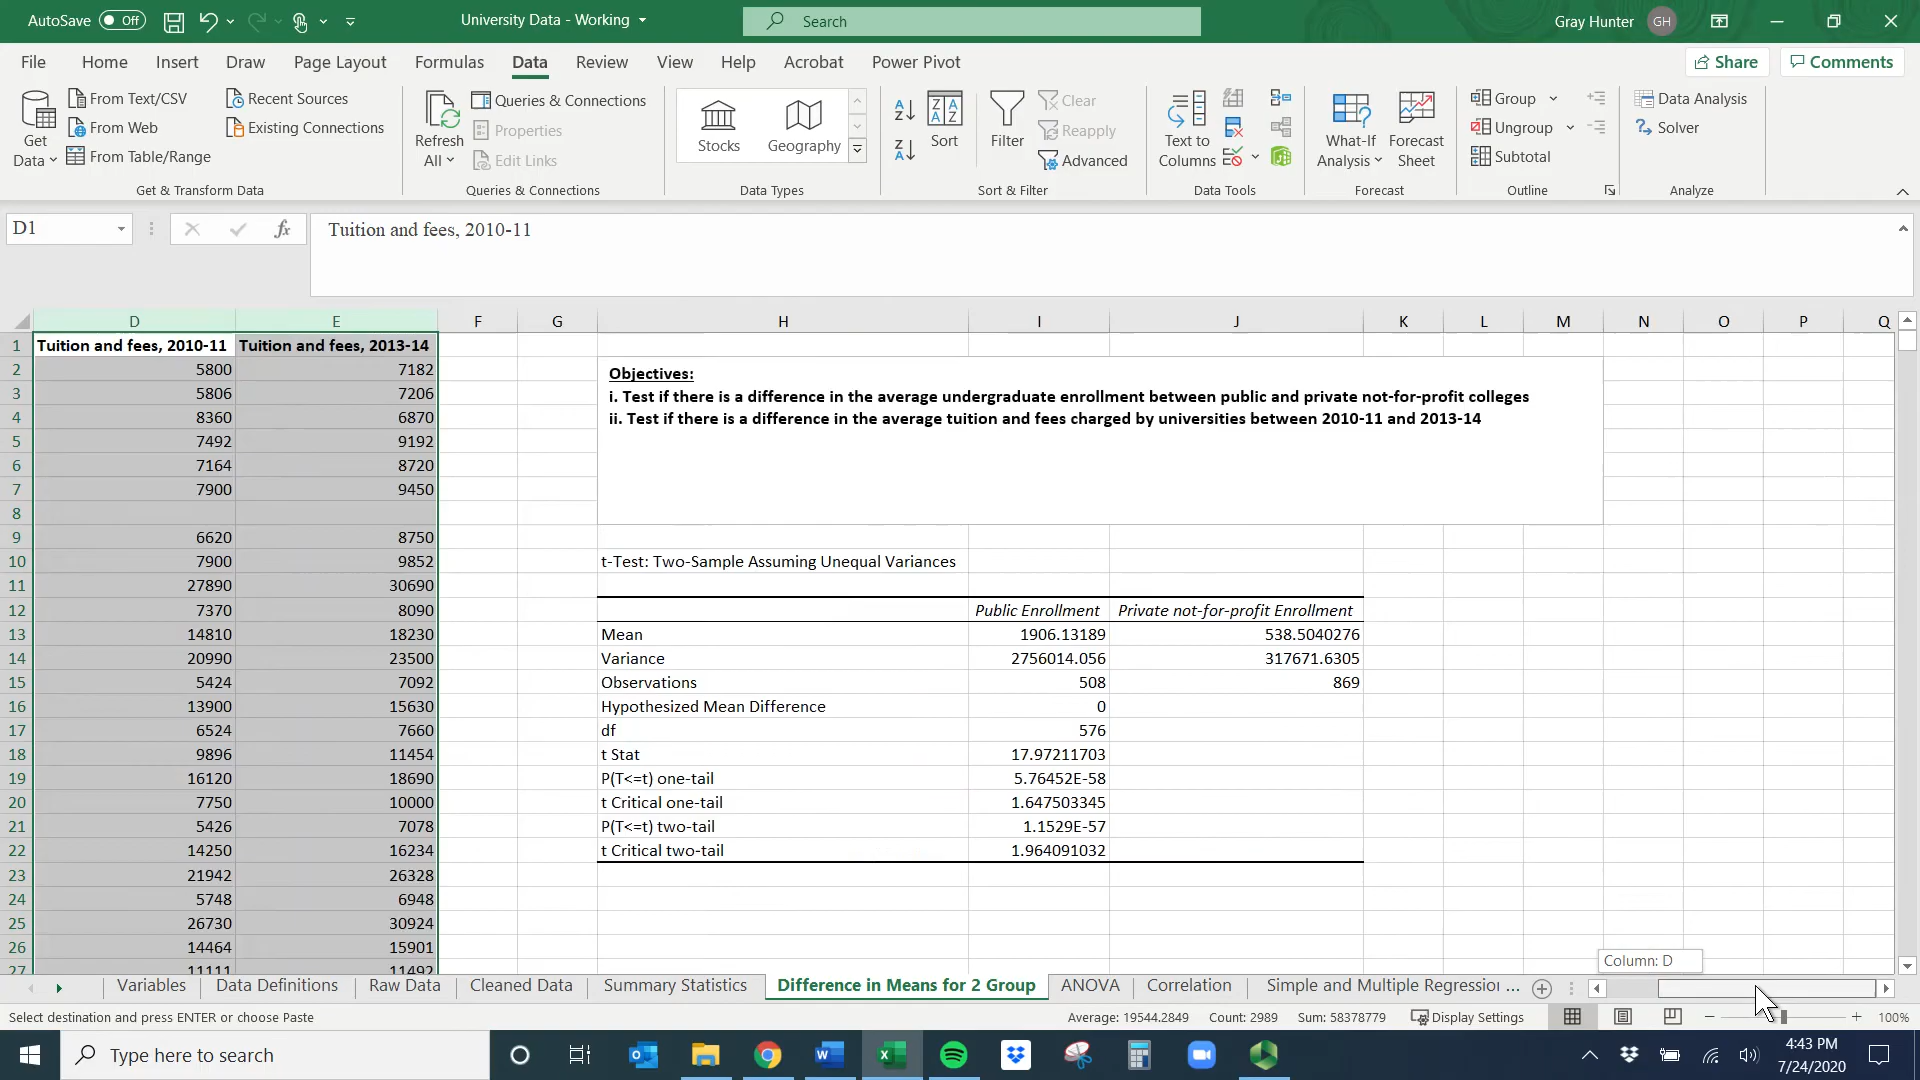 AutoSave Off University Data - Working Search Gray Hunter GH
File Home Insert Draw Page Layout Formulas Data Review View Help Acrobat Power Pivot Share Comments
Get Data
From Text/CSV
From Web
From Table/Range
Recent Sources
Existing Connections
Get & Transform Data
Refresh All
Queries & Connections
Properties
Edit Links
Queries & Connections
Stocks Geography
Data Types
Sort
Filter
Clear
Reapply
Advanced
Sort & Filter
Text to Columns
Data Tools
What-If Analysis
Forecast Sheet
Forecast
Group
Ungroup
Subtotal
Outline
Data Analysis
Solver
Analyze
D1 fx Tuition and fees, 2010-11
D E F G H I J K L M N O P Q
1 Tuition and fees, 2010-11 Tuition and fees, 2013-14
2 5800 7182 Objectives:
3 5806 7206 i. Test if there is a difference in the average undergraduate enrollment between public and private not-for-profit colleges
4 8360 6870 ii. Test if there is a difference in the average tuition and fees charged by universities between 2010-11 and 2013-14
5 7492 9192
6 7164 8720
7 7900 9450
8
9 6620 8750
10 7900 9852 t-Test: Two-Sample Assuming Unequal Variances
11 27890 30690
12 7370 8090 Public Enrollment Private not-for-profit Enrollment
13 14810 18230 Mean 1906.13189 538.5040276
14 20990 23500 Variance 2756014.056 317671.6305
15 5424 7092 Observations 508 869
16 13900 15630 Hypothesized Mean Difference 0
17 6524 7660 df 576
18 9896 11454 t Stat 17.97211703
19 16120 18690 P(T<=t) one-tail 5.76452E-58
20 7750 10000 t Critical one-tail 1.647503345
21 5426 7078 P(T<=t) two-tail 1.1529E-57
22 14250 16234 t Critical two-tail 1.964091032
23 21942 26328
24 5748 6948
25 26730 30924
26 14464 15901
27 11111 11492
Column: D
Variables Data Definitions Raw Data Cleaned Data Summary Statistics Difference in Means for 2 Group ANOVA Correlation Simple and Multiple Regression ...
Select destination and press ENTER or choose Paste Average: 19544.2849 Count: 2989 Sum: 58378779 Display Settings 100%
Type here to search
4:43 PM
7/24/2020